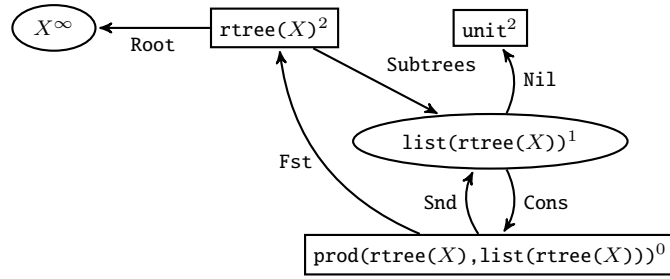 X^∞
rtree(X)^2
unit^2
Root
Subtrees
Nil
list(rtree(X))^1
Fst
Snd
Cons
prod(rtree(X),list(rtree(X)))^0